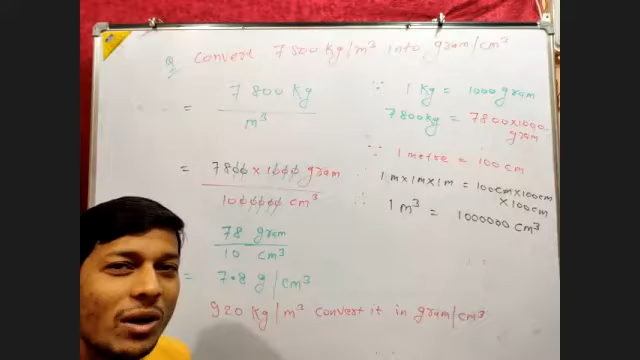 Q Convert 7800 kg/m³ into gram/cm³
= 7800 kg / m³
∵ 1 kg = 1000 gram
7800kg = 7800×1000 gram
= 7800 × 1000 gram / 1000000 cm³
∵ 1 metre = 100 cm
∴ 1m×1m×1m = 100cm×100cm ×100cm
∴ 1 m³ = 1000000 cm³
78 gram / 10 cm³
= 7.8 g/cm³
920 kg/m³ convert it in gram/cm³